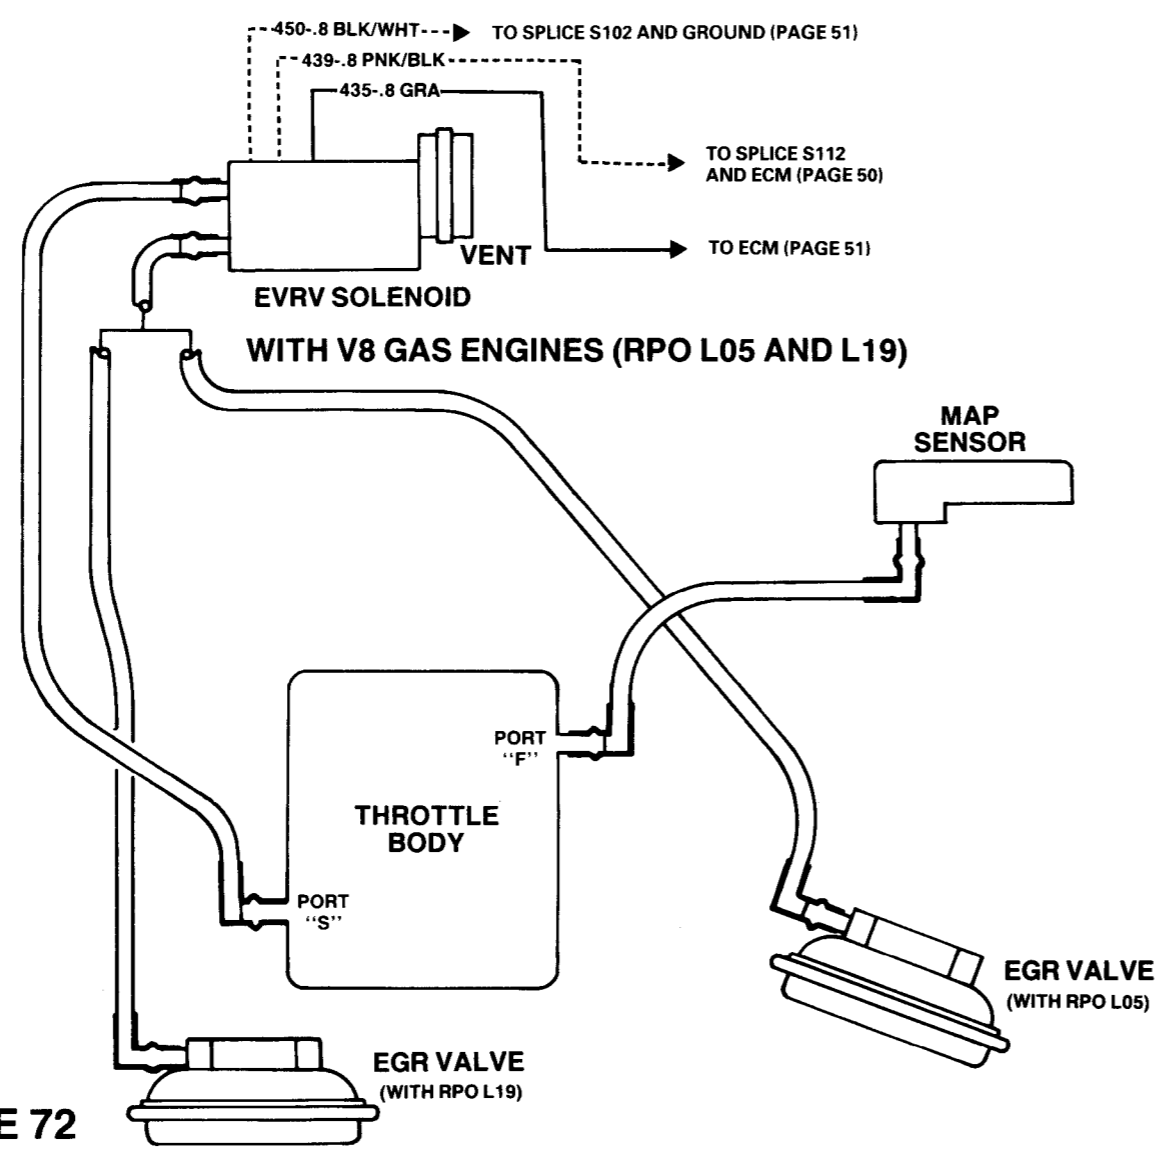 450-.8 BLK/WHT
TO SPLICE S102 AND GROUND (PAGE 51)
439-.8 PNK/BLK
435-.8 GRA
TO SPLICE S112
AND ECM (PAGE 50)
TO ECM (PAGE 51)
VENT
EVRV SOLENOID
WITH V8 GAS ENGINES (RPO L05 AND L19)
MAP
SENSOR
PORT
“F”
THROTTLE
BODY
PORT
“S”
EGR VALVE
(WITH RPO L05)
EGR VALVE
(WITH RPO L19)
E 72